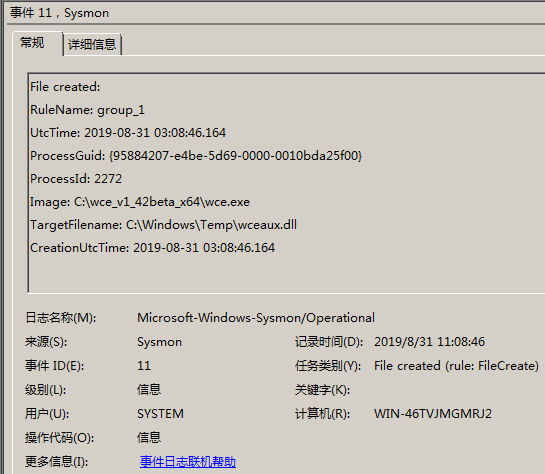 事件 11，Sysmon
常规 详细信息
File created:
RuleName: group_1
UtcTime: 2019-08-31 03:08:46.164
ProcessGuid: {95884207-e4be-5d69-0000-0010bda25f00}
ProcessId: 2272
Image: C:\wce_v1_42beta_x64\wce.exe
TargetFilename: C:\Windows\Temp\wceaux.dll
CreationUtcTime: 2019-08-31 03:08:46.164
日志名称(M): Microsoft-Windows-Sysmon/Operational
来源(S): Sysmon 记录时间(D): 2019/8/31 11:08:46
事件 ID(E): 11 任务类别(Y): File created (rule: FileCreate)
级别(L): 信息 关键字(K):
用户(U): SYSTEM 计算机(R): WIN-46TVJMGMRJ2
操作代码(O): 信息
更多信息(I): 事件日志联机帮助